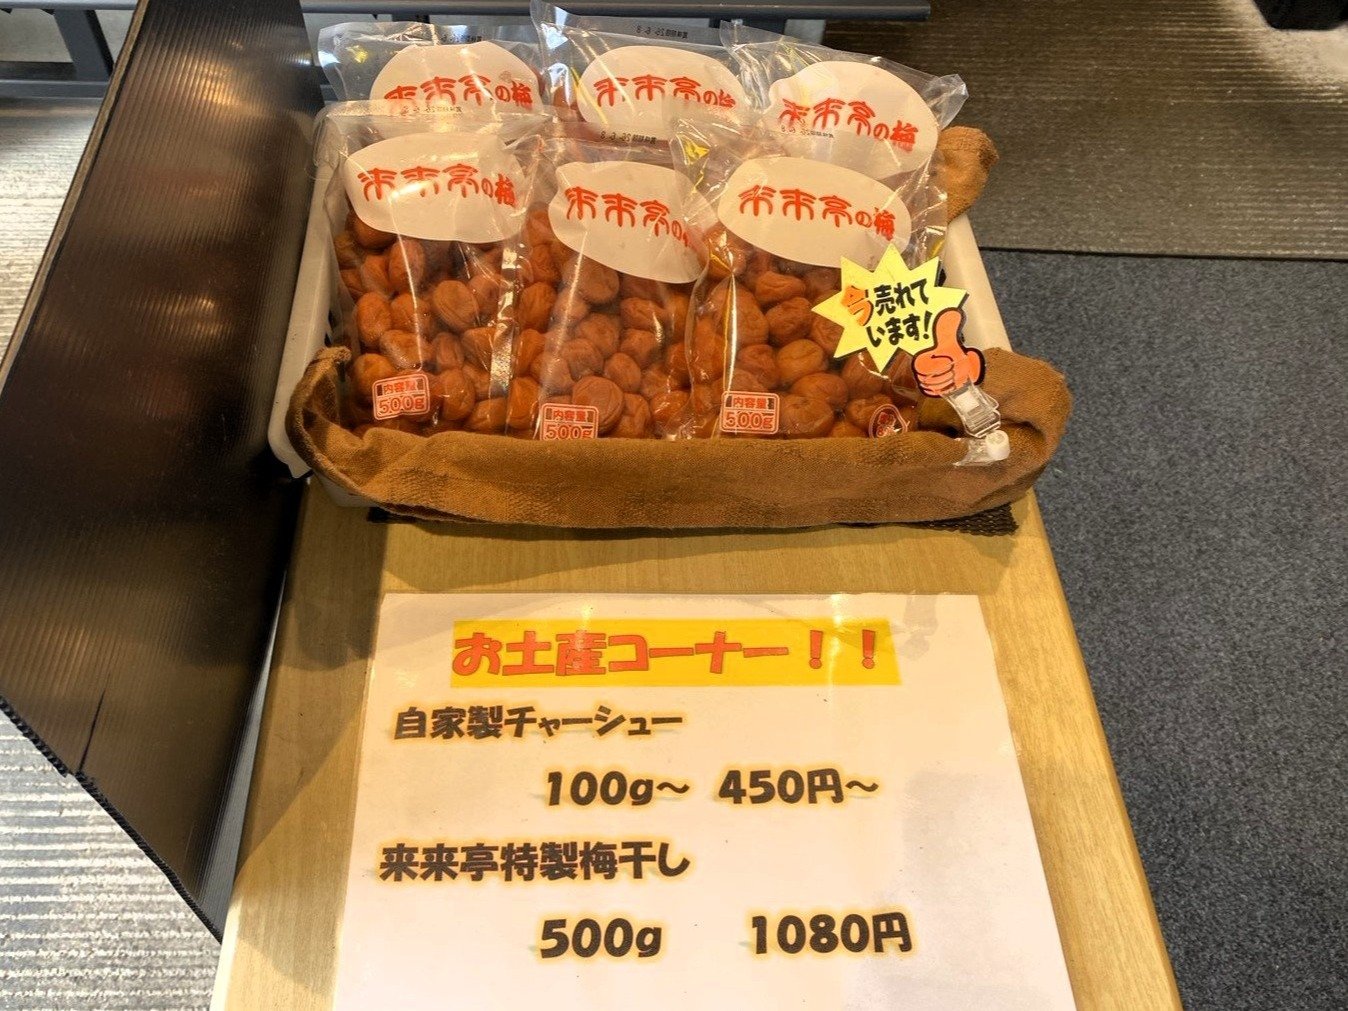 来来亭の梅
来来亭の梅
来来亭の梅
来来亭の梅
来来亭の
来来亭の梅
今売れて
います!
内容量
500g
内容量
500g
内容量
500g
お土産コーナー！！
自家製チャーシュー
100g～ 450円～
来来亭特製梅干し
500g 1080円